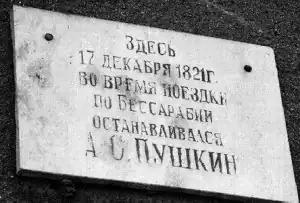 ЗДЕСЬ
17 ДЕКАБРЯ 1821Г.
ВО ВРЕМЯ ПОЕЗДКИ
ПО БЕССАРАБИИ
ОСТАНАВЛИВАЛСЯ
А.С.ПУШКИН